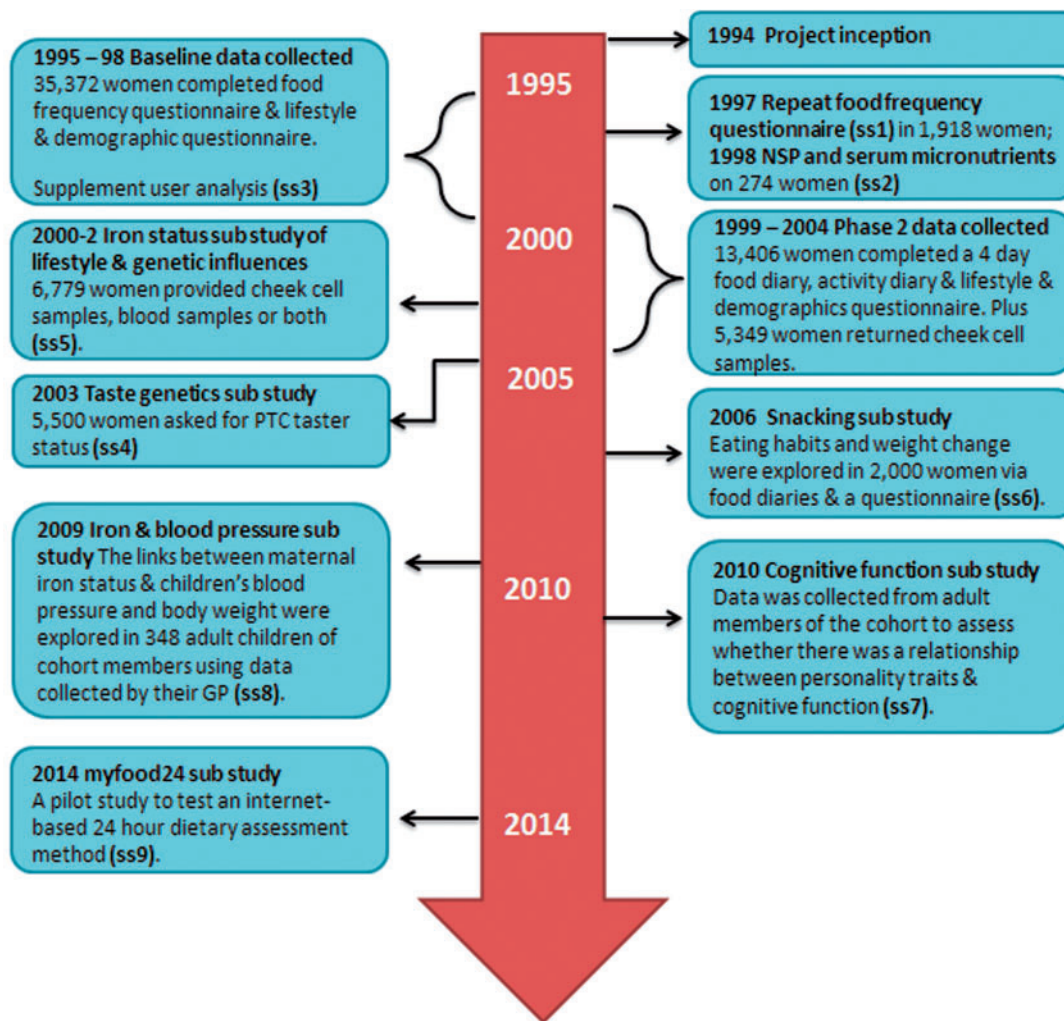 1994 Project inception
1995 – 98 Baseline data collected
35,372 women completed food
frequency questionnaire & lifestyle
& demographic questionnaire.
Supplement user analysis (ss3)
1995
1997 Repeat food frequency
questionnaire (ss1) in 1,918 women;
1998 NSP and serum micronutrients
on 274 women (ss2)
2000
2000-2 Iron status sub study of
lifestyle & genetic influences
6,779 women provided cheek cell
samples, blood samples or both
(ss5).
1999 – 2004 Phase 2 data collected
13,406 women completed a 4 day
food diary, activity diary & lifestyle &
demographics questionnaire. Plus
5,349 women returned cheek cell
samples.
2005
2003 Taste genetics sub study
5,500 women asked for PTC taster
status (ss4)
2006 Snacking sub study
Eating habits and weight change
were explored in 2,000 women via
food diaries & a questionnaire (ss6).
2009 Iron & blood pressure sub
study The links between maternal
iron status & children's blood
pressure and body weight were
explored in 348 adult children of
cohort members using data
collected by their GP (ss8).
2010
2010 Cognitive function sub study
Data was collected from adult
members of the cohort to assess
whether there was a relationship
between personality traits &
cognitive function (ss7).
2014 myfood24 sub study
A pilot study to test an internet-
based 24 hour dietary assessment
method (ss9).
2014